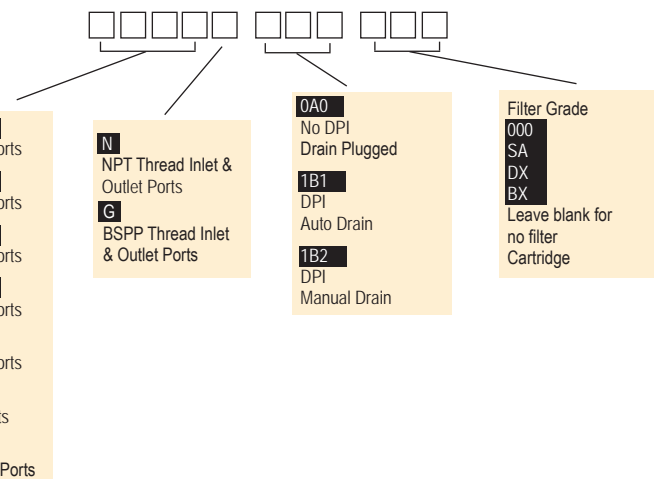 Ports
N
NPT Thread Inlet &
Outlet Ports
G
BSPP Thread Inlet
& Outlet Ports
0A0
No DPI
Drain Plugged
1B1
DPI
Auto Drain
1B2
DPI
Manual Drain
Filter Grade
000
SA
DX
BX
Leave blank for
no filter
Cartridge